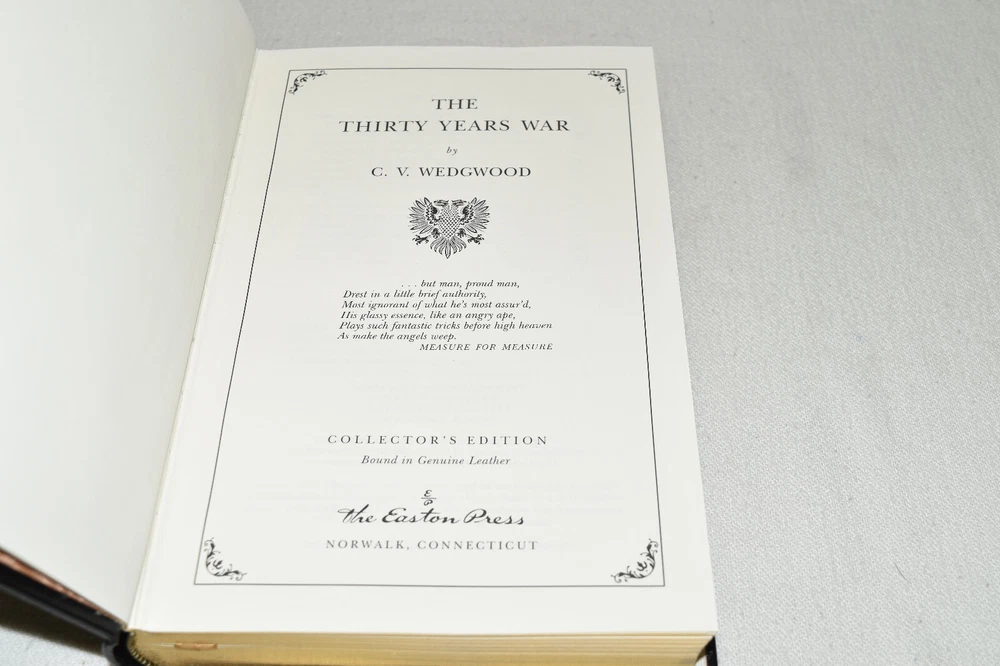 THE
THIRTY YEARS WAR
by
C. V. WEDGWOOD
. . . but man, proud man,
Drest in a little brief authority,
Most ignorant of what he's most assur'd,
His glassy essence, like an angry ape,
Plays such fantastic tricks before high heaven
As make the angels weep.
MEASURE FOR MEASURE
COLLECTOR'S EDITION
Bound in Genuine Leather
E
P
the Easton Press
NORWALK, CONNECTICUT